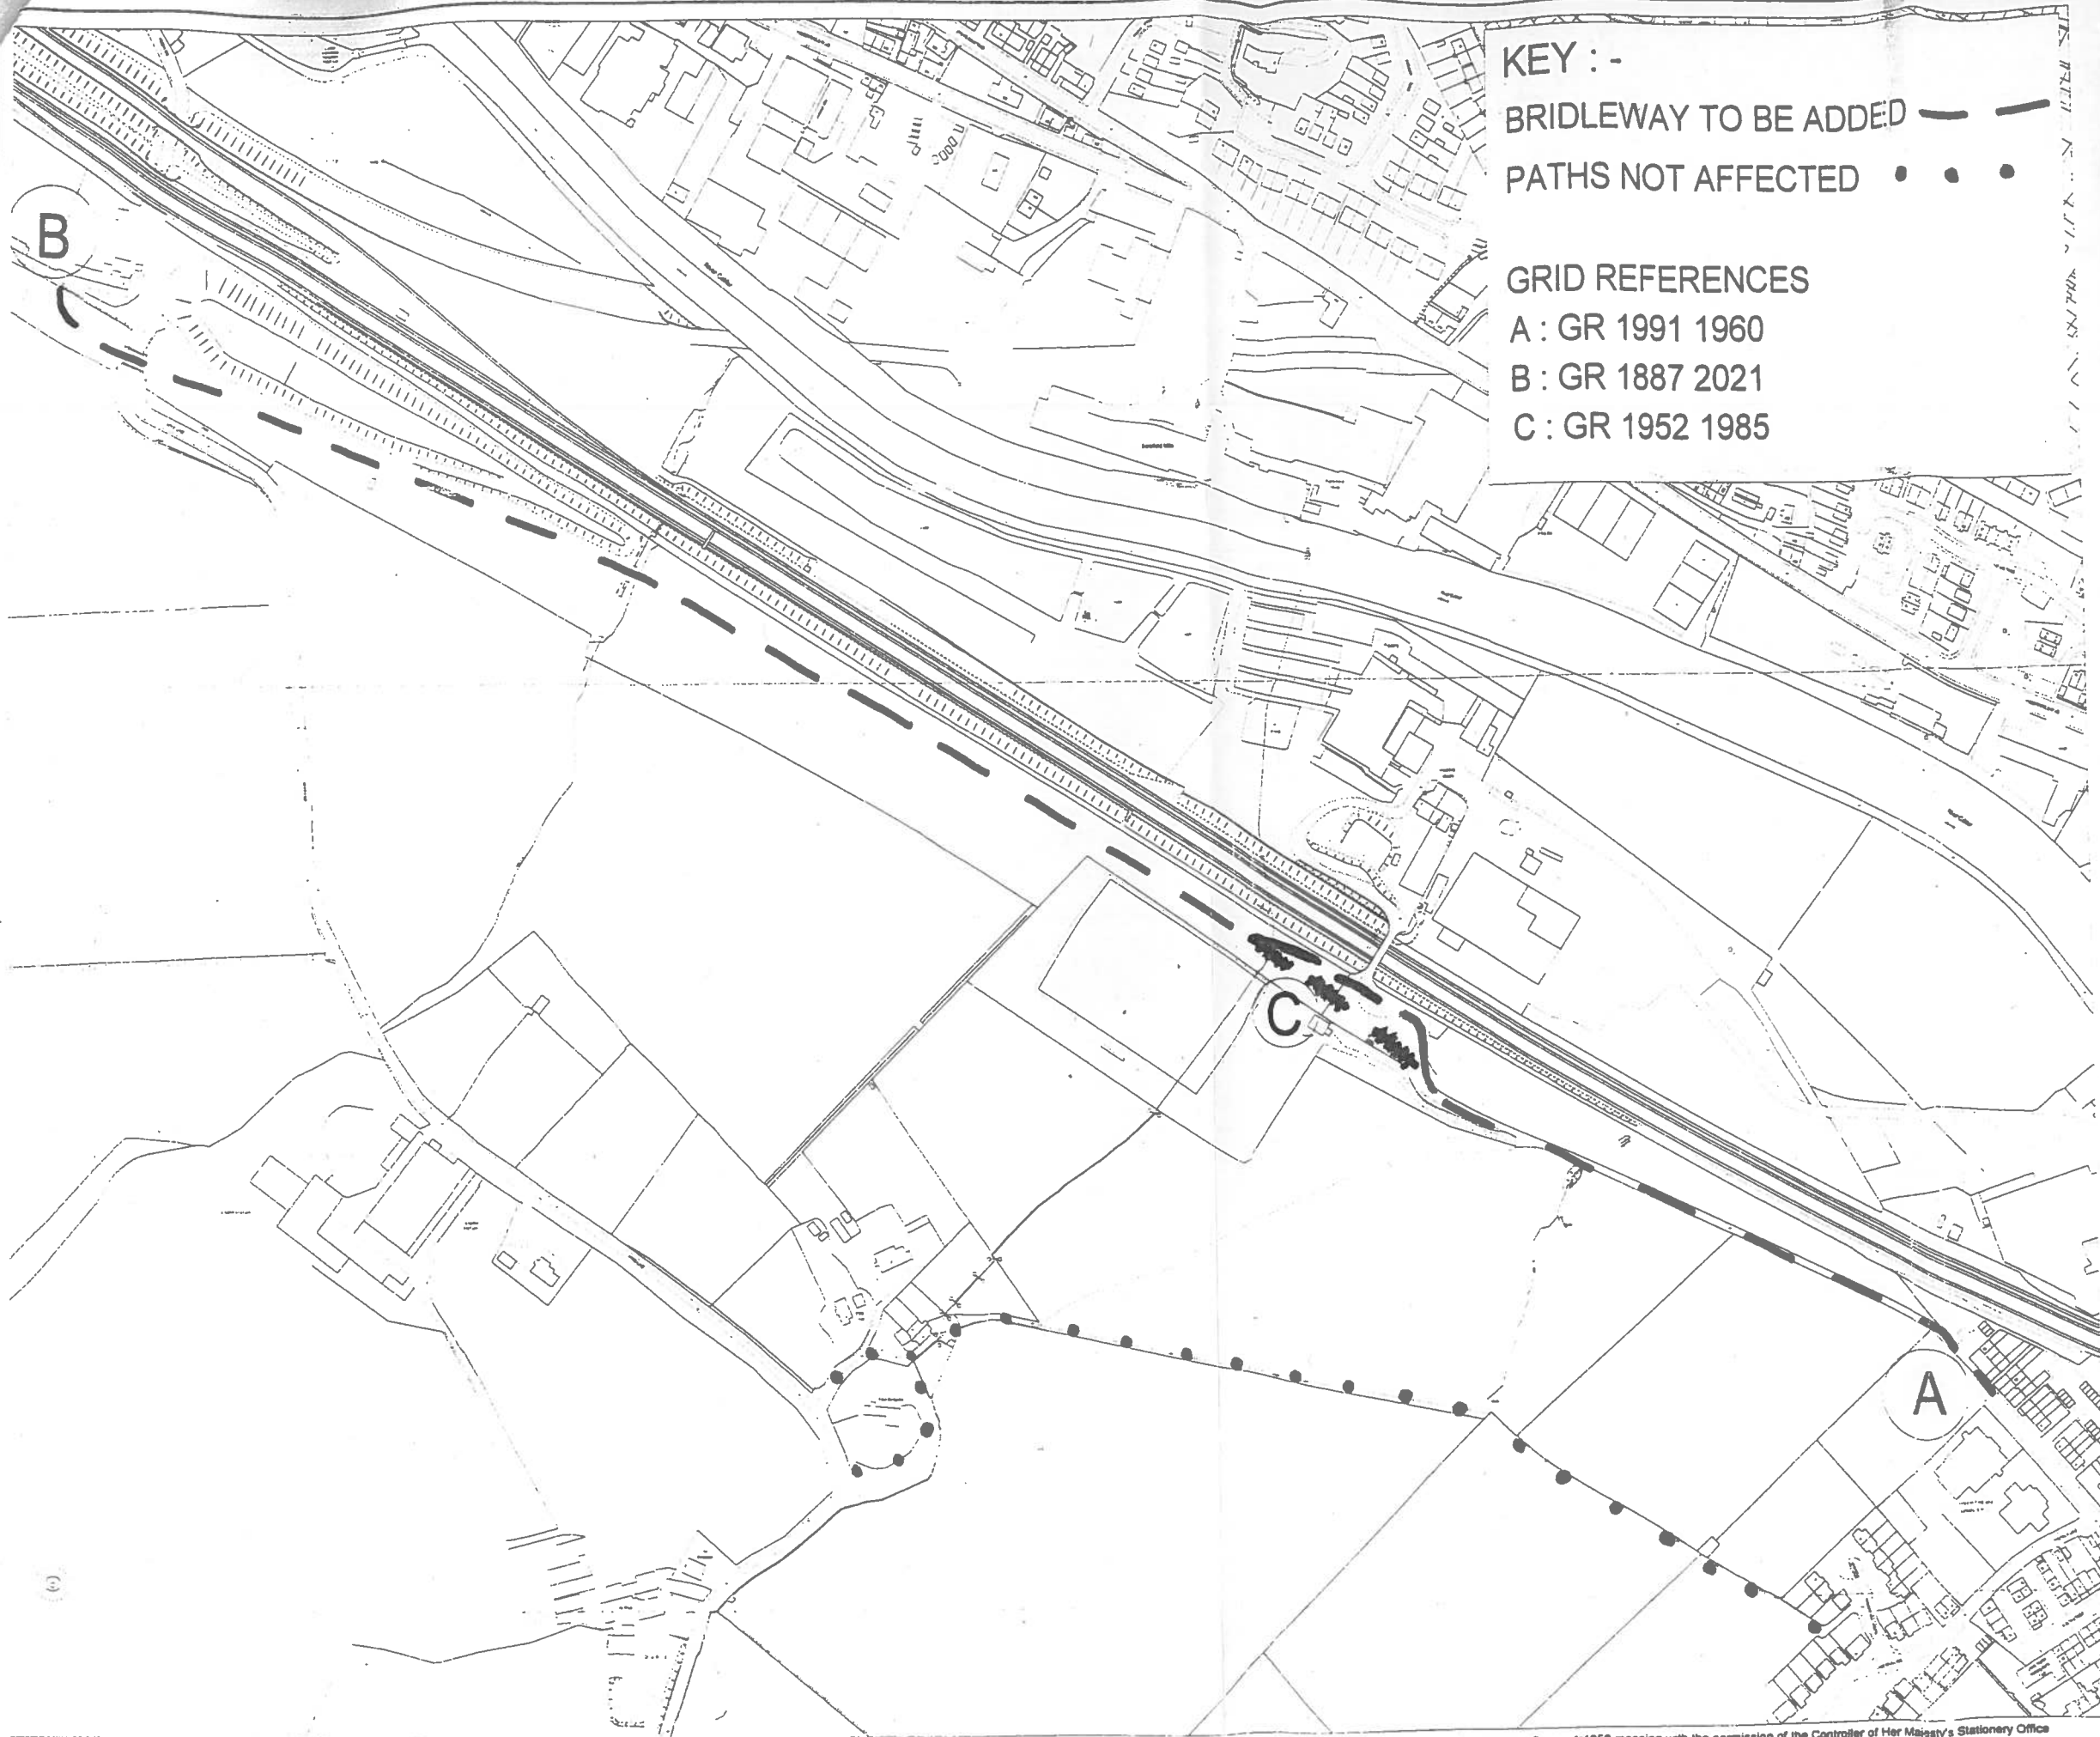 KEY : -
BRIDLEWAY TO BE ADDED
PATHS NOT AFFECTED
GRID REFERENCES
A : GR 1991 1960
B : GR 1887 2021
C : GR 1952 1985
B
C
A
mapping with the permission of the Controller of Her Majesty's Stationery Office